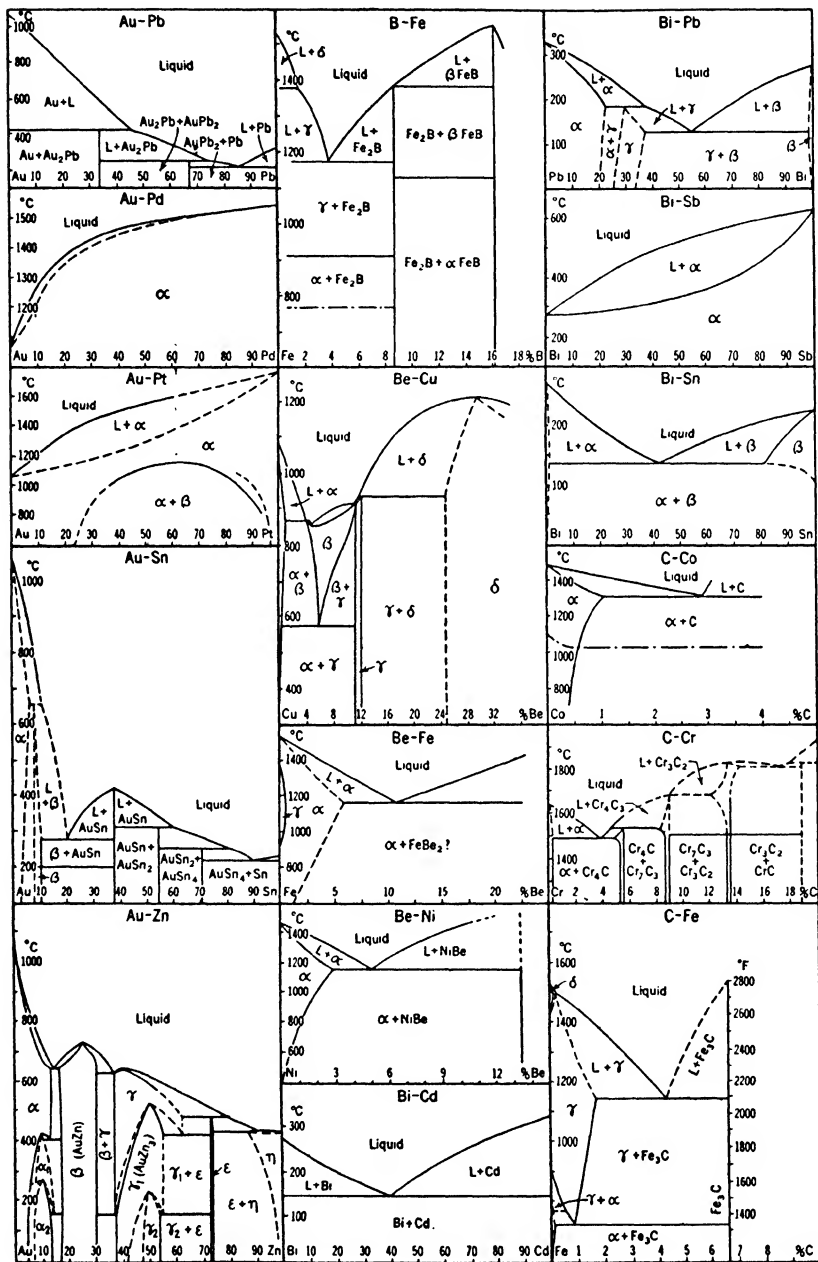 Au-Pb
°C
1000
800
600
400
200
Liquid
Au+L
Au₂Pb+AuPb₂
L+Pb
Au+Au₂Pb
L+Au₂Pb
AuPb₂+Pb
Au 10 20 30 40 50 60 70 80 90 Pb
Au-Pd
°C
1500
1400
1300
1200
Liquid
α
Au 10 20 30 40 50 60 70 80 90 Pd
Au-Pt
°C
1600
1400
1200
1000
800
Liquid
L+α
α
α+β
Au 10 20 30 40 50 60 70 80 90 Pt
Au-Sn
°C
1000
800
600
400
200
α
L+β
L+AuSn
L+AuSn
Liquid
β+AuSn
AuSn+AuSn₂
AuSn₂+AuSn₄
AuSn₄+Sn
β
Au 10 20 30 40 50 60 70 80 90 Sn
Au-Zn
°C
1000
800
600
400
200
Liquid
α
α₁
α₂
β (AuZn)
β+γ
γ
γ₁(AuZn₃)
γ₂
γ₁+ε
γ₂+ε
ε
ε+η
η
Au 10 20 30 40 50 60 70 80 90 Zn
B-Fe
°C
1400
1200
1000
800
L+δ
Liquid
L+βFeB
L+γ
L+Fe₂B
Fe₂B+βFeB
γ+Fe₂B
Fe₂B+αFeB
α+Fe₂B
Fe 2 4 6 8 10 12 14 16 18%B
Be-Cu
°C
1200
1000
800
600
400
Liquid
L+δ
L+α
β
α+β
β+γ
γ+δ
δ
α+γ
γ
Cu 4 8 12 16 20 24 28 32 %Be
Be-Fe
°C
1400
1200
1000
800
L+α
Liquid
γ
α
α+FeBe₂?
Fe 5 10 15 20 %Be
Be-Ni
°C
1400
1200
1000
800
600
Liquid
L+α
L+NiBe
α
α+NiBe
Ni 3 6 9 12 %Be
Bi-Cd
°C
300
200
100
Liquid
L+Bi
L+Cd
Bi+Cd.
Bi 10 20 30 40 50 60 70 80 90 Cd
Bi-Pb
°C
300
200
100
Liquid
L+α
L+γ
L+β
α
α+γ
γ
γ+β
β
Pb 10 20 30 40 50 60 70 80 90 Bi
Bi-Sb
°C
600
400
200
Liquid
L+α
α
Bi 10 20 30 40 50 60 70 80 90 Sb
Bi-Sn
°C
200
100
Liquid
L+α
L+β
β
α+β
Bi 10 20 30 40 50 60 70 80 90 Sn
C-Co
°C
1400
1200
1000
800
Liquid
L+C
α
α+C
Co 1 2 3 4 %C
C-Cr
°C
1800
1600
1400
L+Cr₃C₂
Liquid
L+Cr₄C₃
L+α
α+Cr₄C
Cr₄C+Cr₇C₃
Cr₇C₃+Cr₃C₂
Cr₃C₂+CrC
Cr 2 4 6 8 10 12 14 16 18%C
C-Fe
°C
°F
1600
1400
1200
1000
800
600
400
2800
2600
2400
2200
2000
1800
1600
1400
δ
Liquid
L+γ
L+Fe₃C
γ
γ+Fe₃C
Fe₃C
γ+α
α+Fe₃C
Fe 1 2 3 4 5 6 7 %C